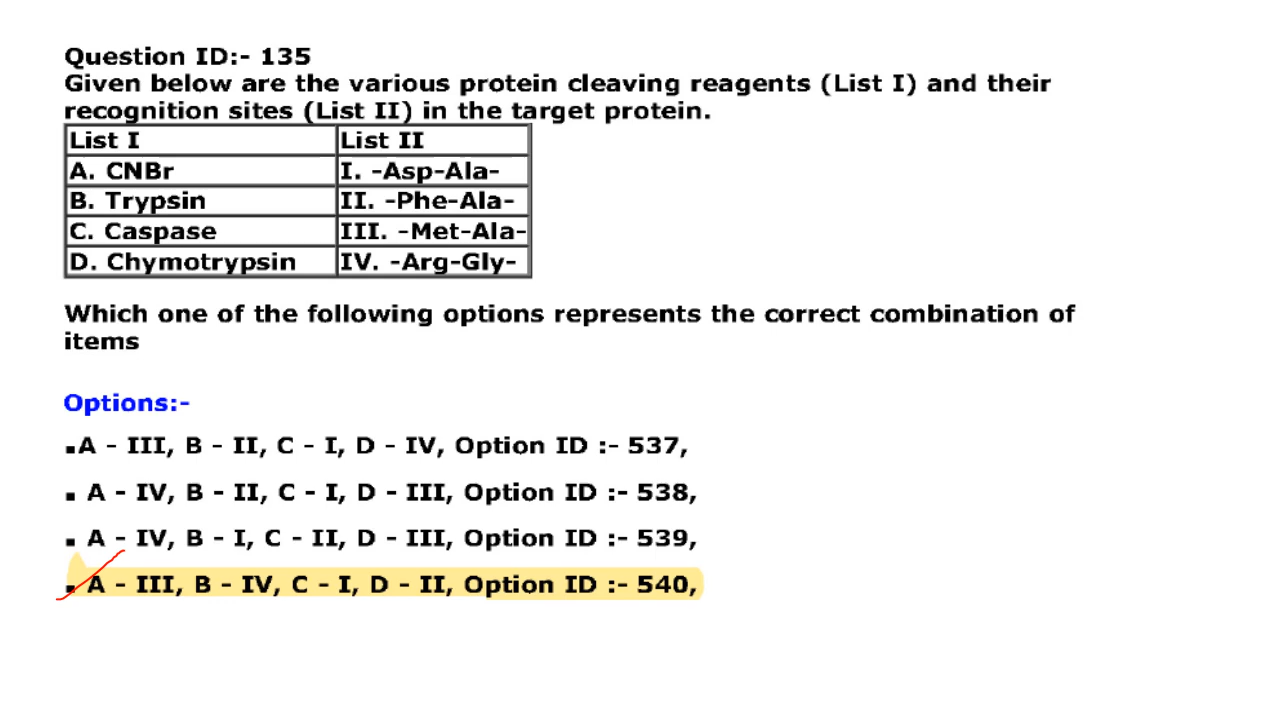 Question ID:- 135
Given below are the various protein cleaving reagents (List I) and their
recognition sites (List II) in the target protein.
List I List II
A. CNBr I. -Asp-Ala-
B. Trypsin II. -Phe-Ala-
C. Caspase III. -Met-Ala-
D. Chymotrypsin IV. -Arg-Gly-
Which one of the following options represents the correct combination of
items
Options:-
▪A - III, B - II, C - I, D - IV, Option ID :- 537,
▪ A - IV, B - II, C - I, D - III, Option ID :- 538,
▪ A - IV, B - I, C - II, D - III, Option ID :- 539,
▪ A - III, B - IV, C - I, D - II, Option ID :- 540,